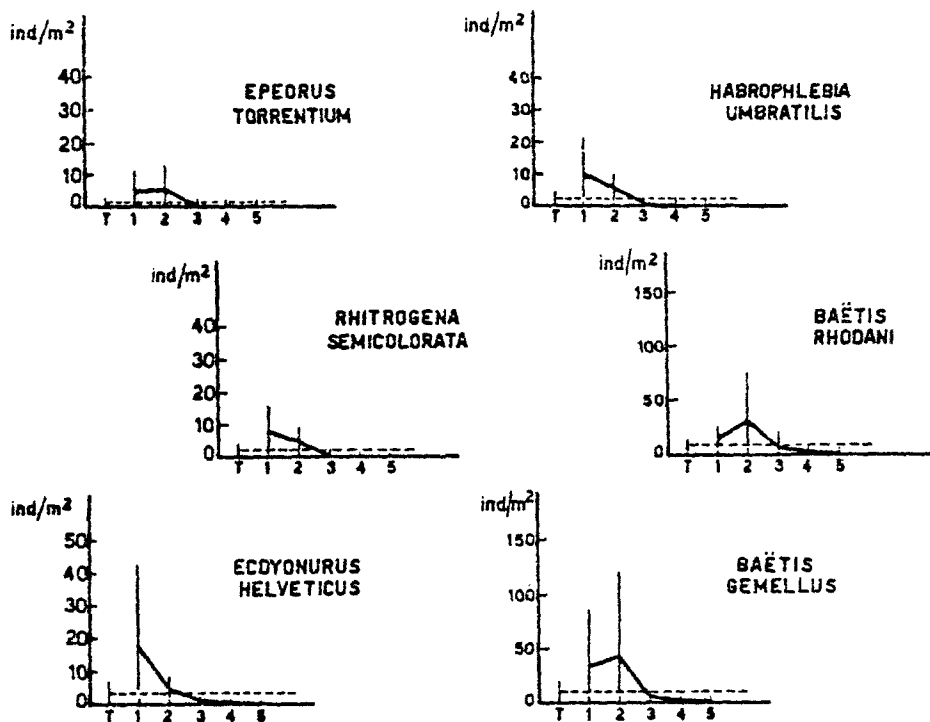 ind/m²
40
30
20
10
0
T 1 2 3 4 5
EPEORUS
TORRENTIUM
ind/m²
40
30
20
10
0
T 1 2 3 4 5
HABROPHLEBIA
UMBRATILIS
ind/m²
40
30
20
10
0
T 1 2 3 4 5
RHITROGENA
SEMICOLORATA
ind/m²
150
100
50
0
T 1 2 3 4 5
BAËTIS
RHODANI
ind/m²
50
40
30
20
10
0
T 1 2 3 4 5
ECDYONURUS
HELVETICUS
ind/m²
150
100
50
0
T 1 2 3 4 5
BAËTIS
GEMELLUS